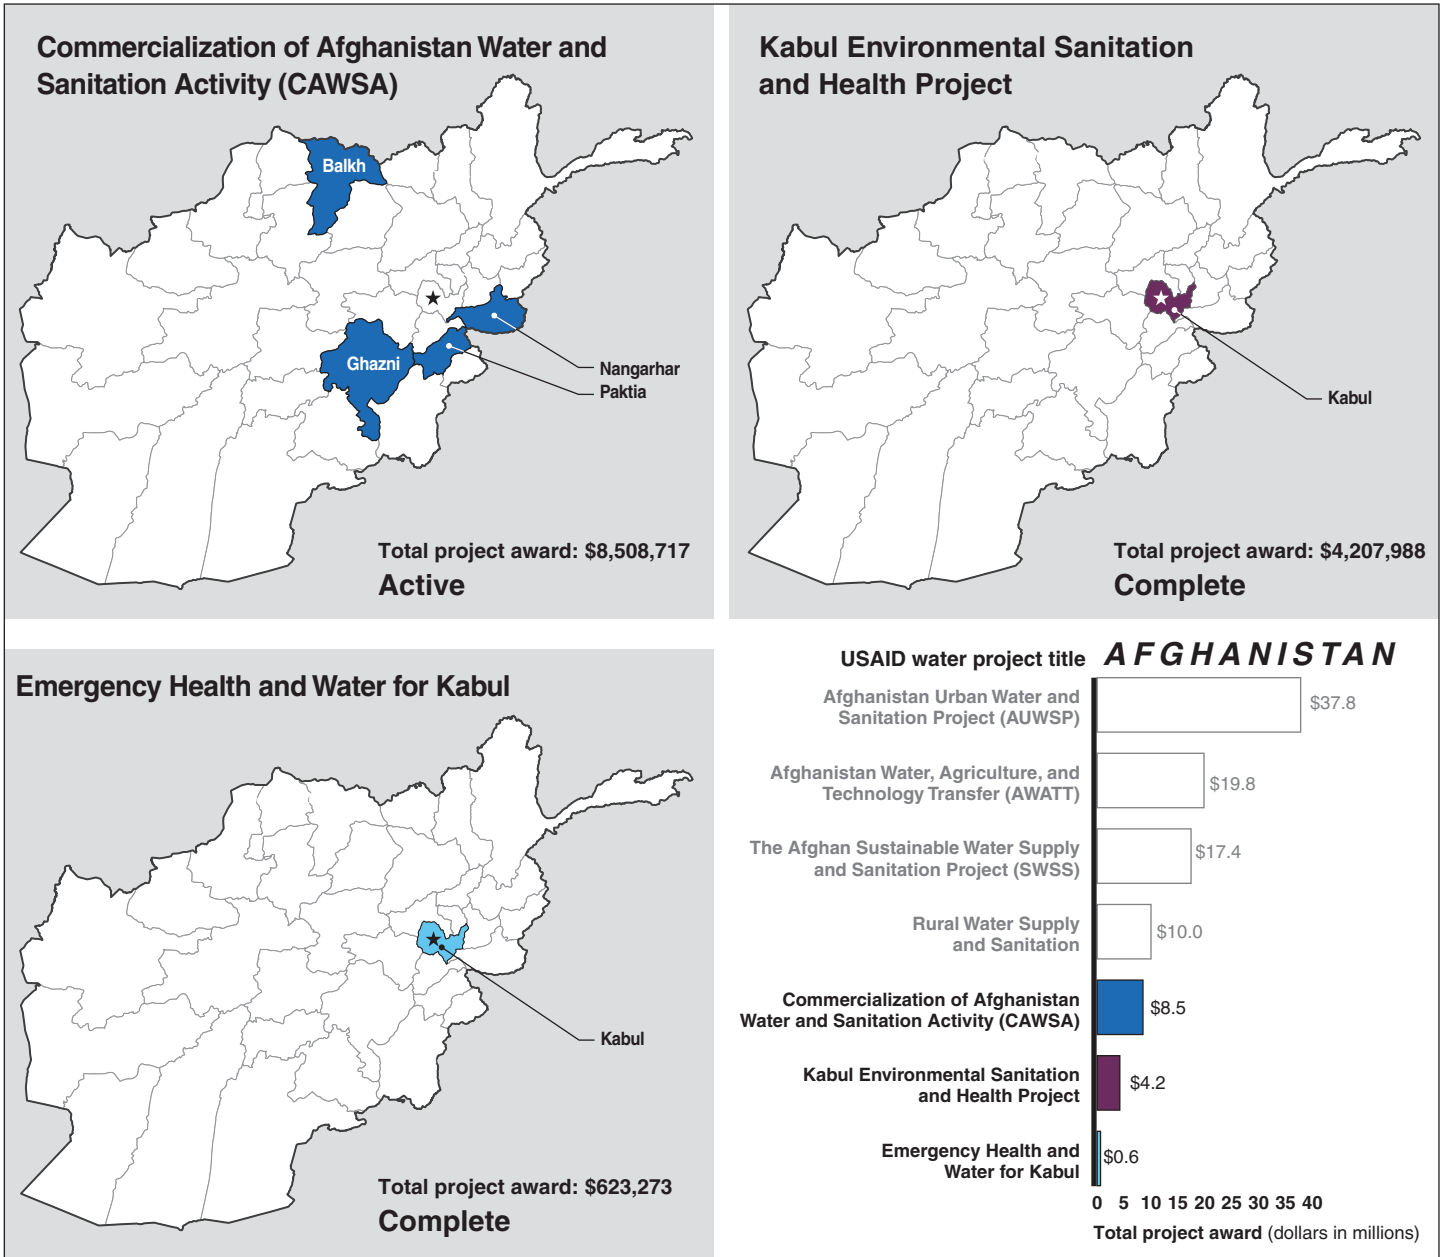 Commercialization of Afghanistan Water and
Sanitation Activity (CAWSA)
Balkh
Ghazni
Nangarhar
Paktia
Total project award: $8,508,717
Active
Kabul Environmental Sanitation
and Health Project
Kabul
Total project award: $4,207,988
Complete
Emergency Health and Water for Kabul
Kabul
Total project award: $623,273
Complete
USAID water project title AFGHANISTAN
Afghanistan Urban Water and
Sanitation Project (AUWSP)
$37.8
Afghanistan Water, Agriculture, and
Technology Transfer (AWATT)
$19.8
The Afghan Sustainable Water Supply
and Sanitation Project (SWSS)
$17.4
Rural Water Supply
and Sanitation
$10.0
Commercialization of Afghanistan
Water and Sanitation Activity (CAWSA)
$8.5
Kabul Environmental Sanitation
and Health Project
$4.2
Emergency Health and
Water for Kabul
$0.6
0 5 10 15 20 25 30 35 40
Total project award (dollars in millions)